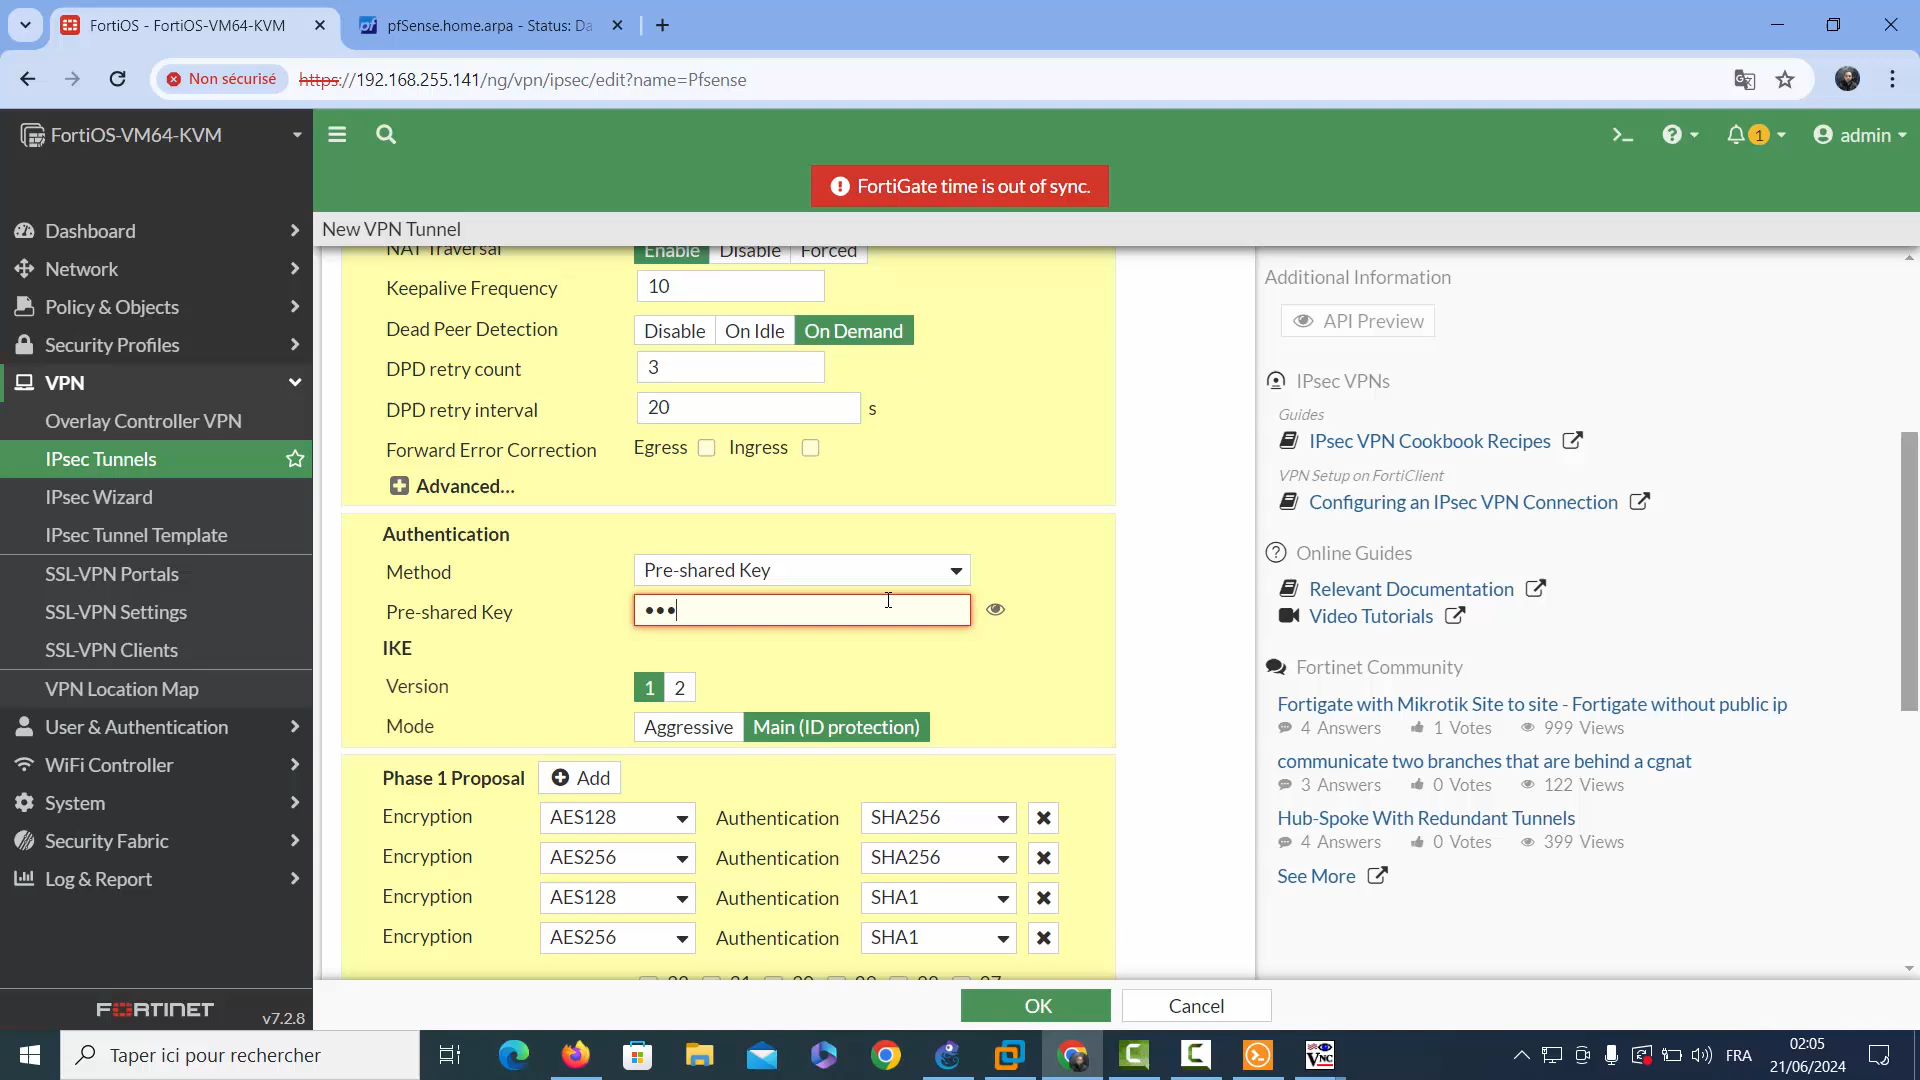 FortiOS - FortiOS-VM64-KVM
pfSense.home.arpa - Status: Da
Non sécurisé
https://192.168.255.141/ng/vpn/ipsec/edit?name=Pfsense
FortiOS-VM64-KVM
1
admin
FortiGate time is out of sync.
New VPN Tunnel
Dashboard
Network
Policy & Objects
Security Profiles
VPN
Overlay Controller VPN
IPsec Tunnels
IPsec Wizard
IPsec Tunnel Template
SSL-VPN Portals
SSL-VPN Settings
SSL-VPN Clients
VPN Location Map
User & Authentication
WiFi Controller
System
Security Fabric
Log & Report
FORTINET
v7.2.8
NAT Traversal Enable Disable Forced
Keepalive Frequency 10
Dead Peer Detection Disable On Idle On Demand
DPD retry count 3
DPD retry interval 20 s
Forward Error Correction Egress Ingress
Advanced...
Authentication
Method Pre-shared Key
Pre-shared Key •••
IKE
Version 1 2
Mode Aggressive Main (ID protection)
Phase 1 Proposal Add
Encryption AES128 Authentication SHA256
Encryption AES256 Authentication SHA256
Encryption AES128 Authentication SHA1
Encryption AES256 Authentication SHA1
OK
Cancel
Additional Information
API Preview
IPsec VPNs
Guides
IPsec VPN Cookbook Recipes
VPN Setup on FortiClient
Configuring an IPsec VPN Connection
Online Guides
Relevant Documentation
Video Tutorials
Fortinet Community
Fortigate with Mikrotik Site to site - Fortigate without public ip
4 Answers 1 Votes 999 Views
communicate two branches that are behind a cgnat
3 Answers 0 Votes 122 Views
Hub-Spoke With Redundant Tunnels
4 Answers 0 Votes 399 Views
See More
Taper ici pour rechercher
VNC
FRA
02:05
21/06/2024